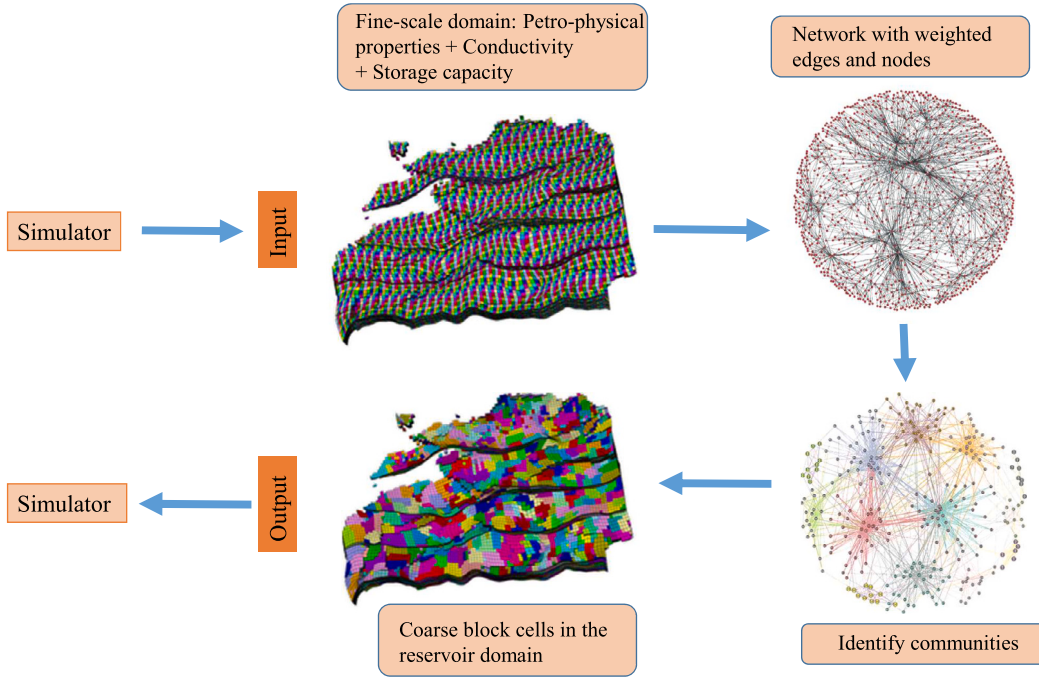 Fine-scale domain: Petro-physical
properties + Conductivity
+ Storage capacity
Network with weighted
edges and nodes
Simulator
Input
Simulator
Output
Coarse block cells in the
reservoir domain
Identify communities